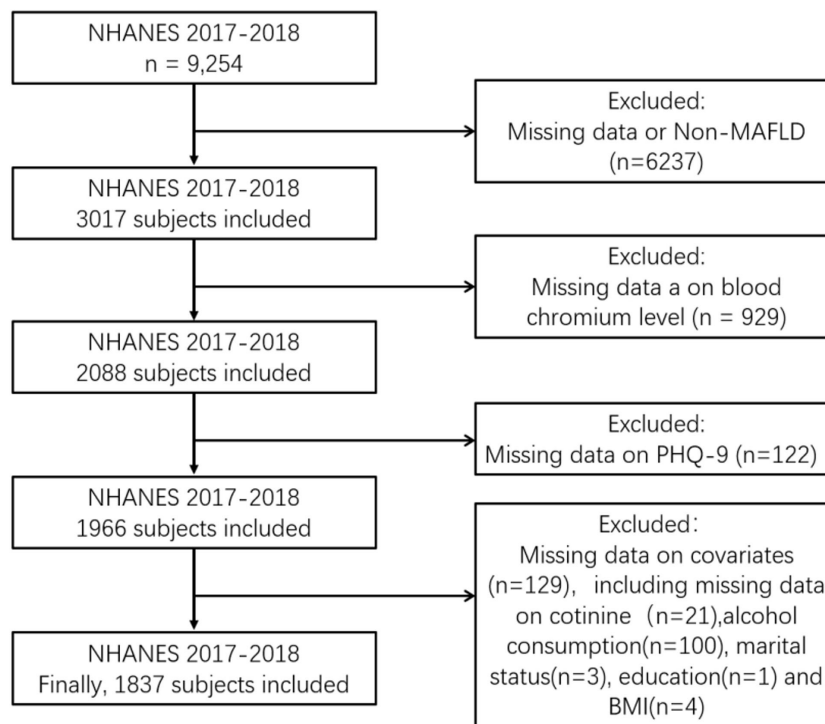 NHANES 2017-2018
n = 9,254
Excluded:
Missing data or Non-MAFLD
(n=6237)
NHANES 2017-2018
3017 subjects included
Excluded:
Missing data a on blood
chromium level (n = 929)
NHANES 2017-2018
2088 subjects included
Excluded:
Missing data on PHQ-9 (n=122)
NHANES 2017-2018
1966 subjects included
Excluded：
Missing data on covariates
(n=129)， including missing data
on cotinine（n=21),alcohol
consumption(n=100), marital
status(n=3), education(n=1) and
BMI(n=4)
NHANES 2017-2018
Finally, 1837 subjects included